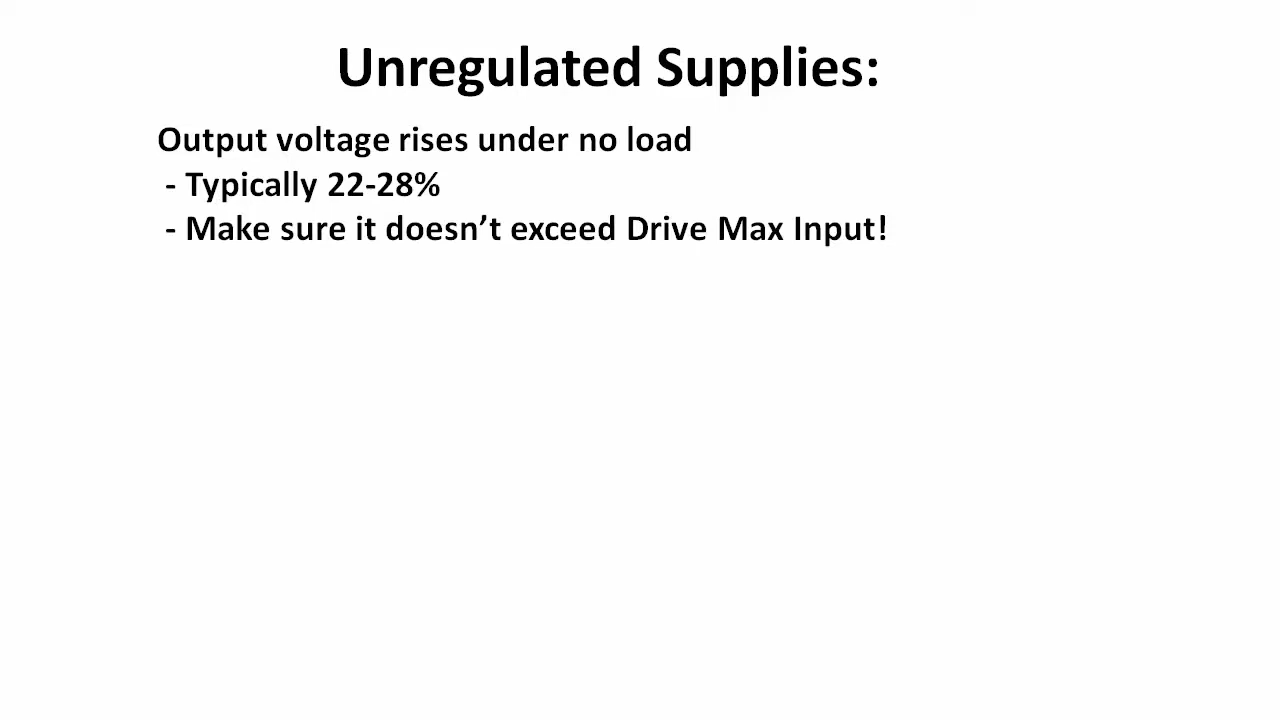 Unregulated Supplies:
Output voltage rises under no load
- Typically 22-28%
- Make sure it doesn’t exceed Drive Max Input!